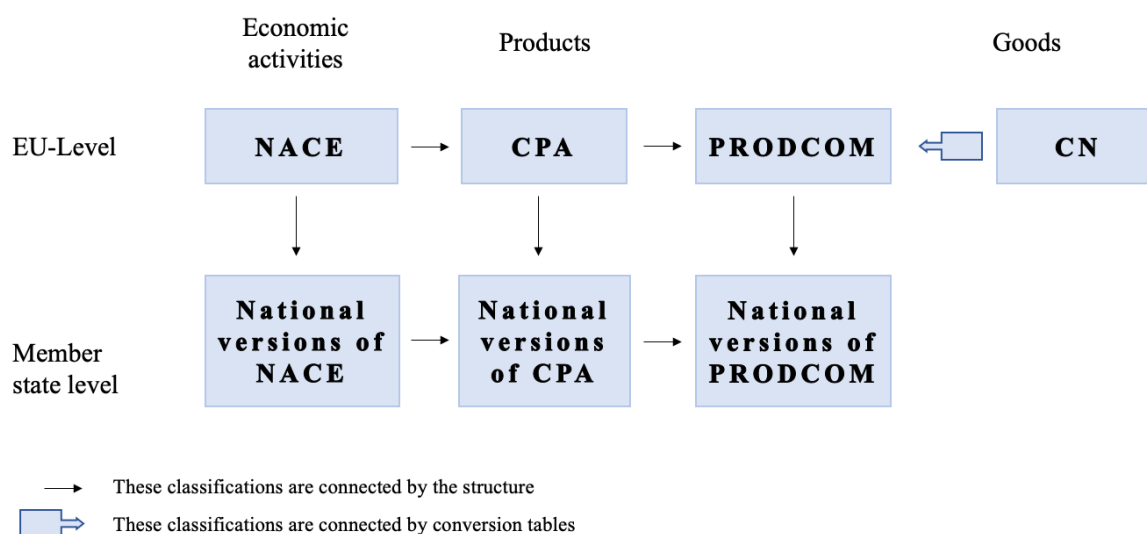 Economic
activities
Products
Goods
EU-Level
NACE
CPA
PRODCOM
CN
Member
state level
National
versions of
NACE
National
versions
of CPA
National
versions of
PRODCOM
These classifications are connected by the structure
These classifications are connected by conversion tables